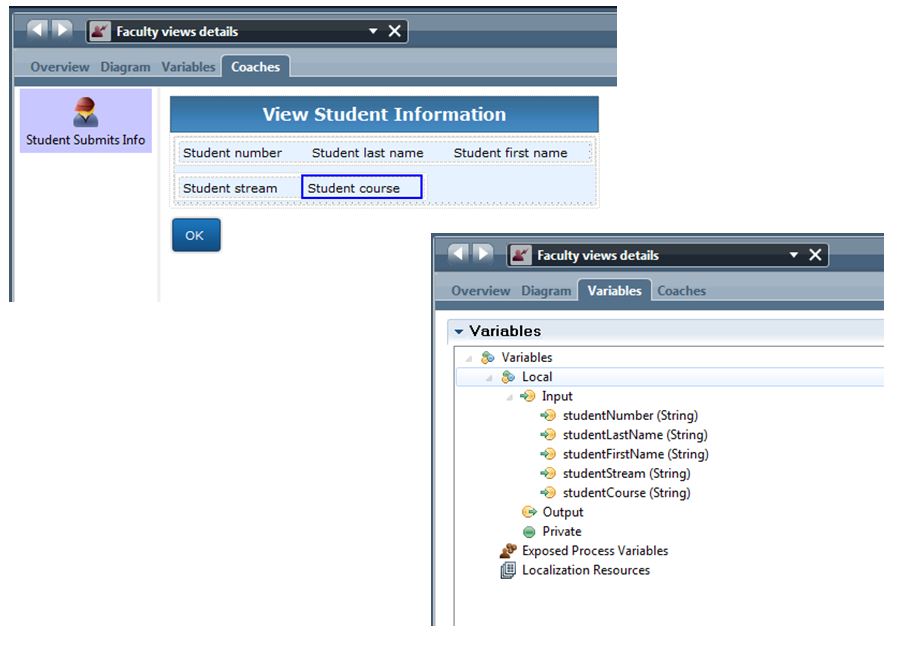 Faculty views details
Overview Diagram Variables Coaches
Student Submits Info
View Student Information
Student number Student last name Student first name
Student stream Student course
OK
Faculty views details
Overview Diagram Variables Coaches
Variables
Variables
Local
Input
studentNumber (String)
studentLastName (String)
studentFirstName (String)
studentStream (String)
studentCourse (String)
Output
Private
Exposed Process Variables
Localization Resources